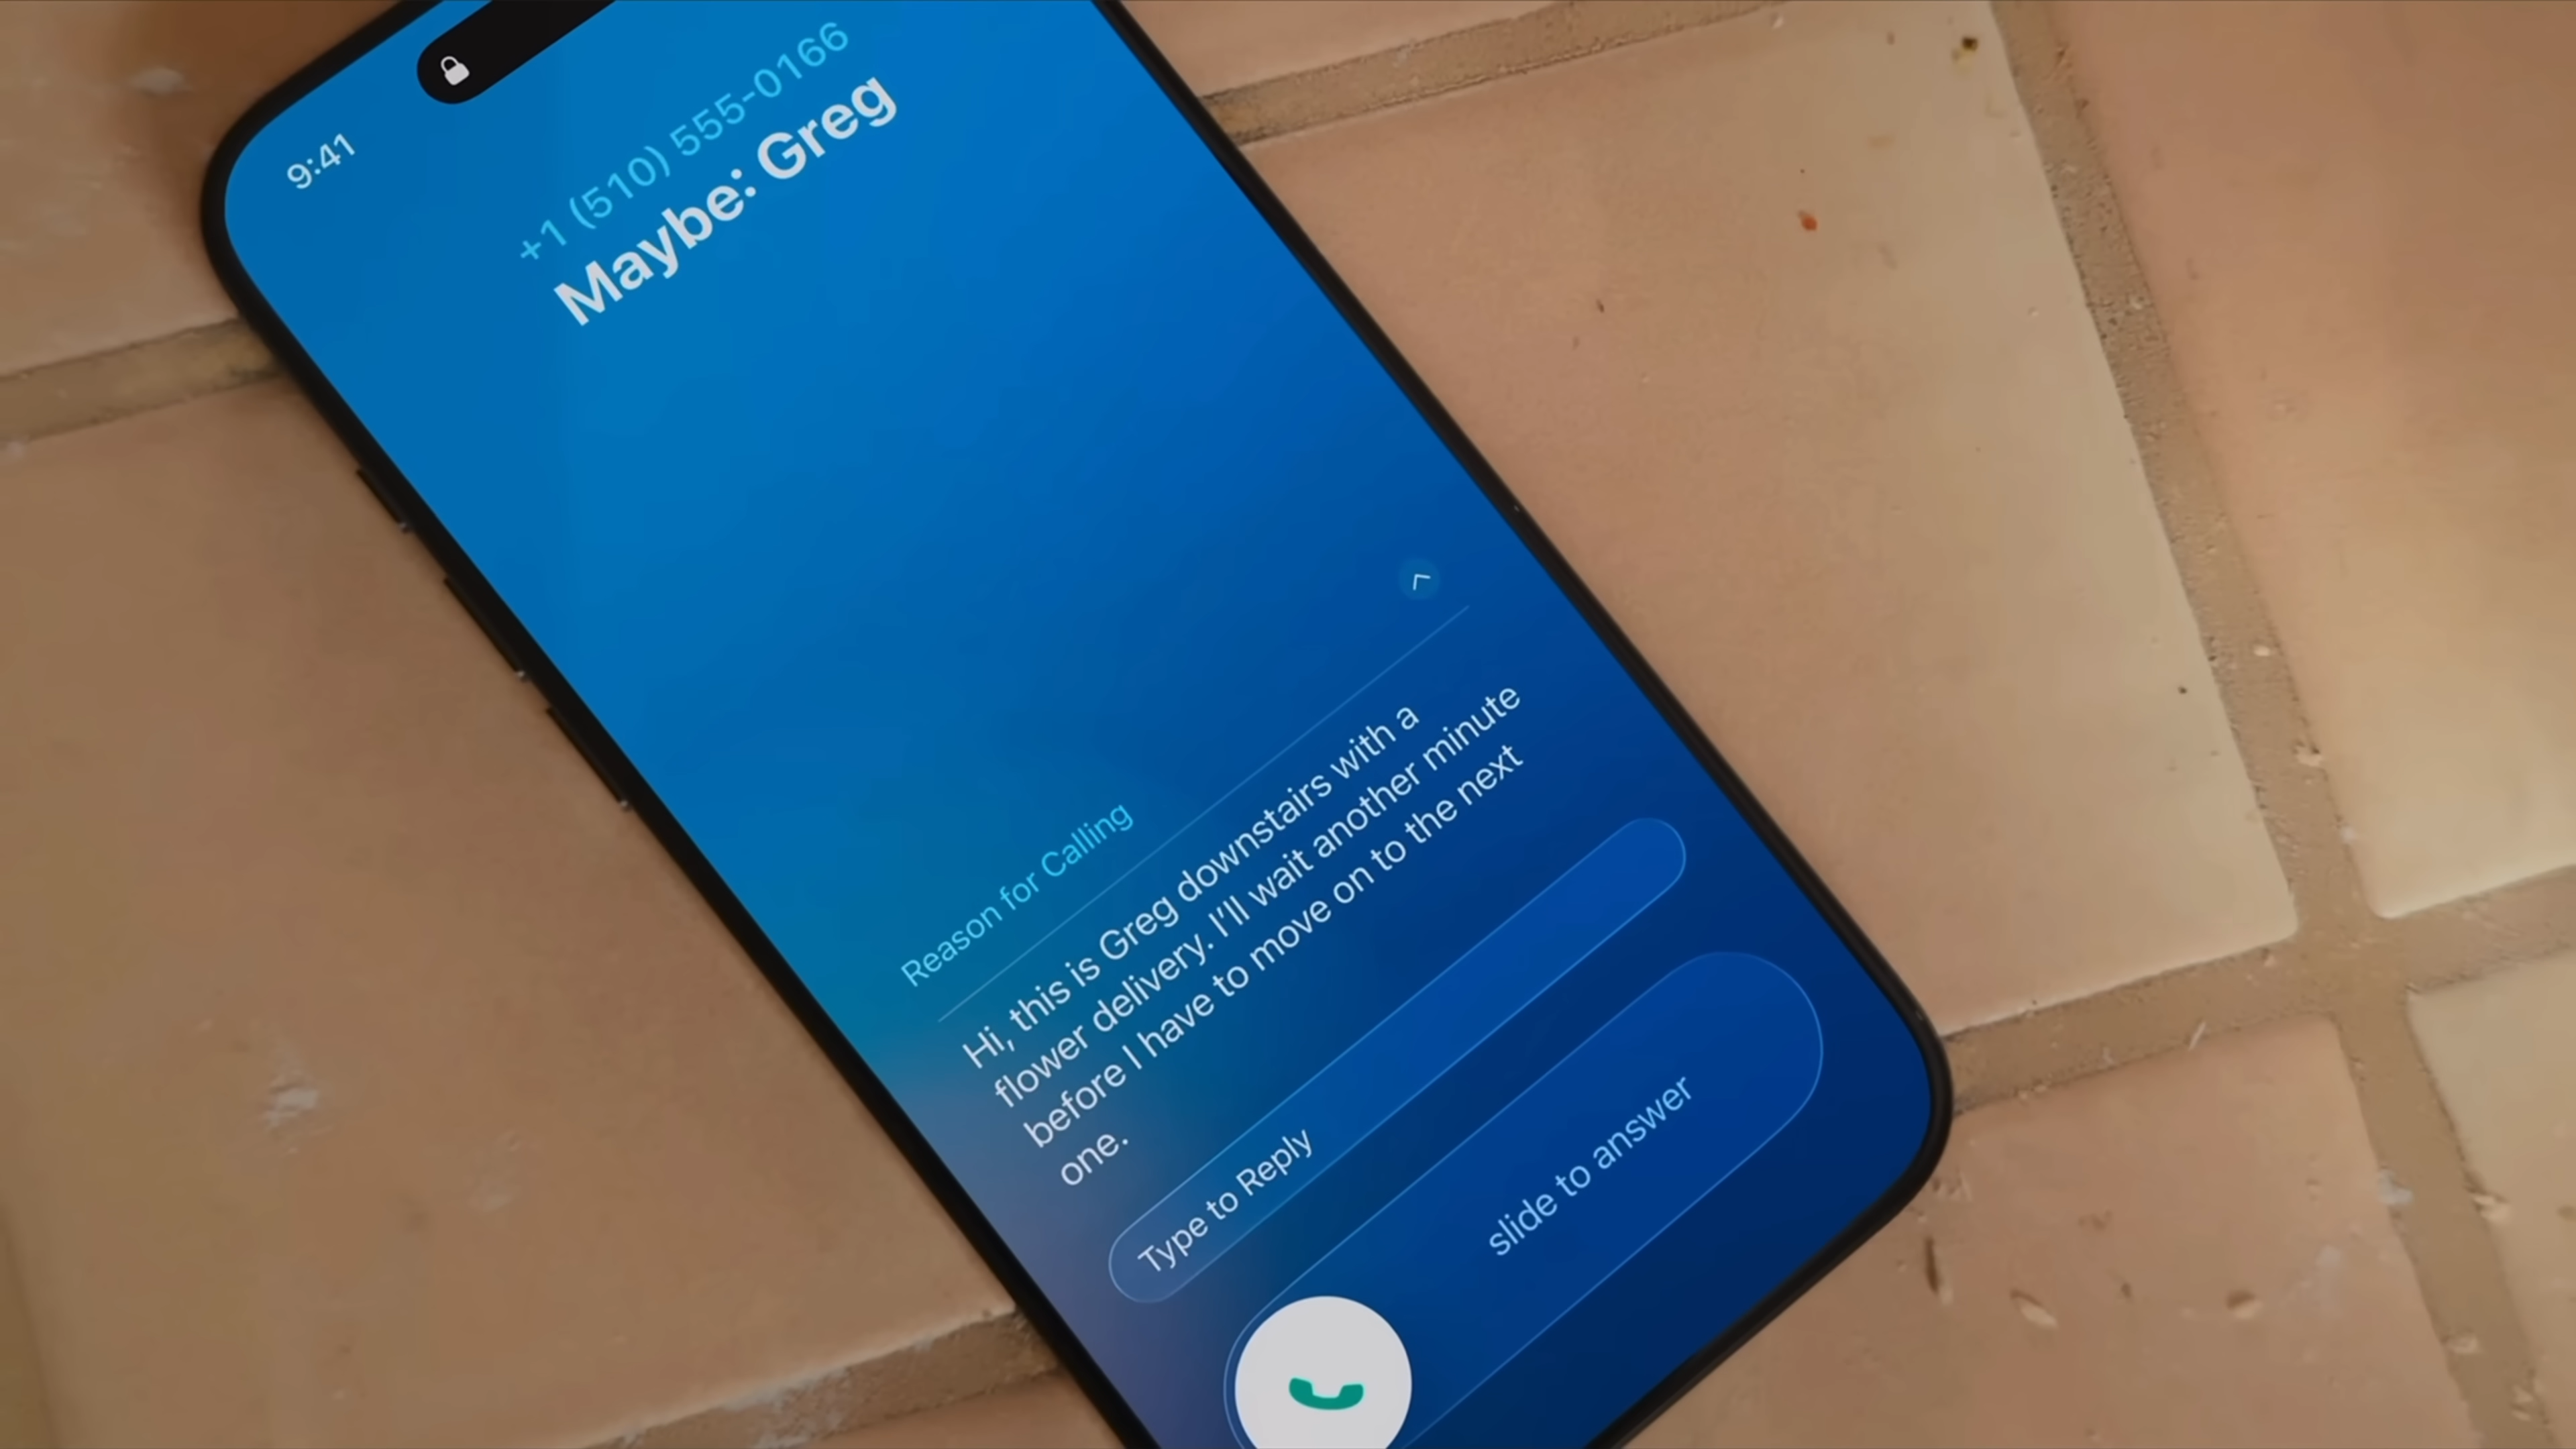 9:41
+1 (510) 555-0166
Maybe: Greg
Reason for Calling
Hi, this is Greg downstairs with a
flower delivery. I'll wait another minute
before I have to move on to the next
one.
Type to Reply
slide to answer